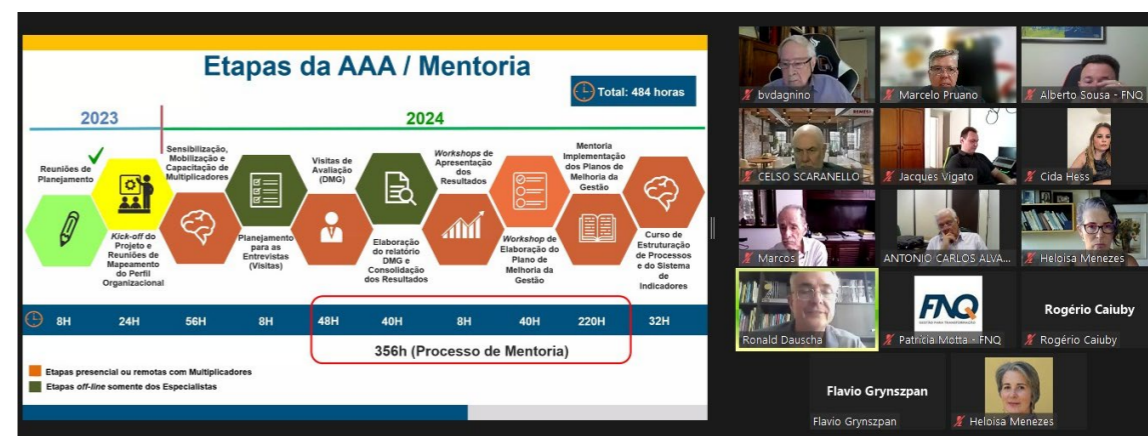 Etapas da AAA / Mentoria
Total: 484 horas
2023
2024
Reuniões de
Planejamento
Kick-off do
Projeto e
Reuniões de
Mapeamento
do Perfil
Organizacional
Sensibilização,
Mobilização e
Capacitação de
Multiplicadores
Planejamento
para as
Entrevistas
(Visitas)
Visitas de
Avaliação
(DMG)
Elaboração
do relatório
DMG e
Consolidação
dos Resultados
Workshops de
Apresentação
dos
Resultados
Workshop de
Elaboração do
Plano de
Melhoria da
Gestão
Mentoria
Implementação
dos Planos de
Melhoria da
Gestão
Curso de
Estruturação
de Processos
e do Sistema
de
Indicadores
8H 24H 56H 8H 48H 40H 8H 40H 220H 32H
356h (Processo de Mentoria)
Etapas presencial ou remotas com Multiplicadores
Etapas off-line somente dos Especialistas
bvdagnino
Marcelo Pruano
Alberto Sousa - FNQ
CELSO SCARANELLO
Jacques Vigato
Cida Hess
Marcos
ANTONIO CARLOS ALVA...
Heloisa Menezes
Ronald Dauscha
FNQ
Patricia Motta - FNQ
Rogério Caiuby
Rogério Caiuby
Flavio Grynszpan
Flavio Grynszpan
Heloisa Menezes